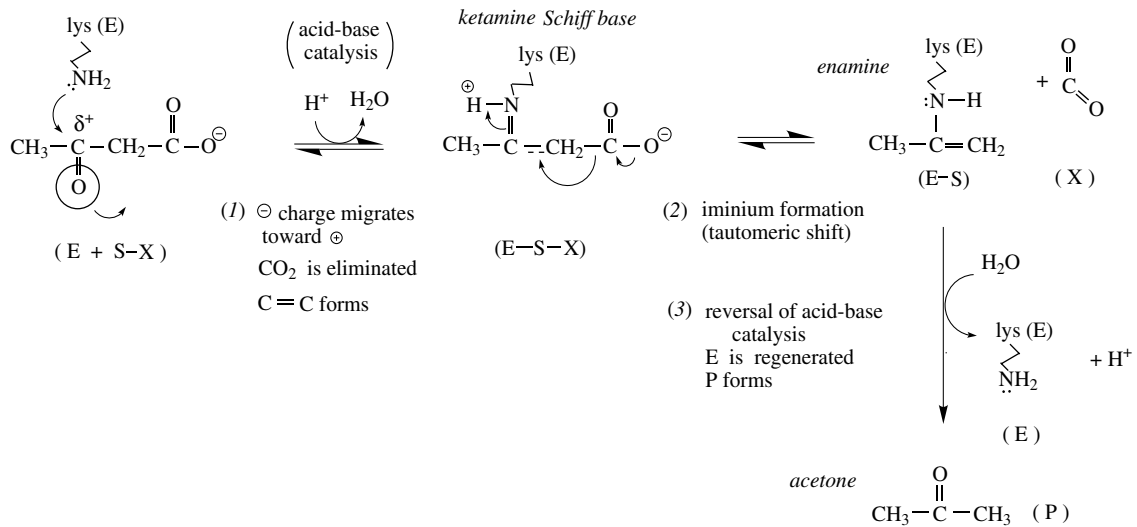 lys (E)
:NH₂
δ⁺
O
CH₃—C—CH₂—C—O⊖
O
( E + S–X )
(acid-base
catalysis)
H⁺ H₂O
(1) ⊖ charge migrates
toward ⊕
CO₂ is eliminated
C=C forms
ketamine Schiff base
lys (E)
⊕
H—N
O
CH₃—C--CH₂—C—O⊖
(E—S—X)
(2) iminium formation
(tautomeric shift)
enamine
lys (E)
N—H
CH₃—C=CH₂
(E–S)
+ O
C
O
( X )
(3) reversal of acid-base
catalysis
E is regenerated
P forms
H₂O
lys (E)
NH₂
+ H⁺
( E )
acetone
O
CH₃—C—CH₃ ( P )